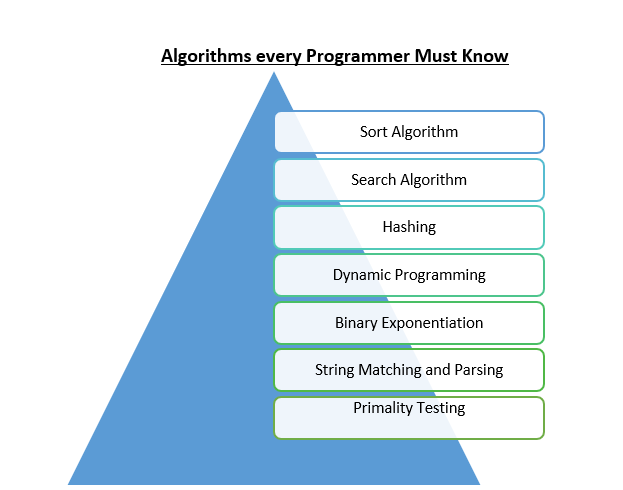 Algorithms every Programmer Must Know
Sort Algorithm
Search Algorithm
Hashing
Dynamic Programming
Binary Exponentiation
String Matching and Parsing
Primality Testing